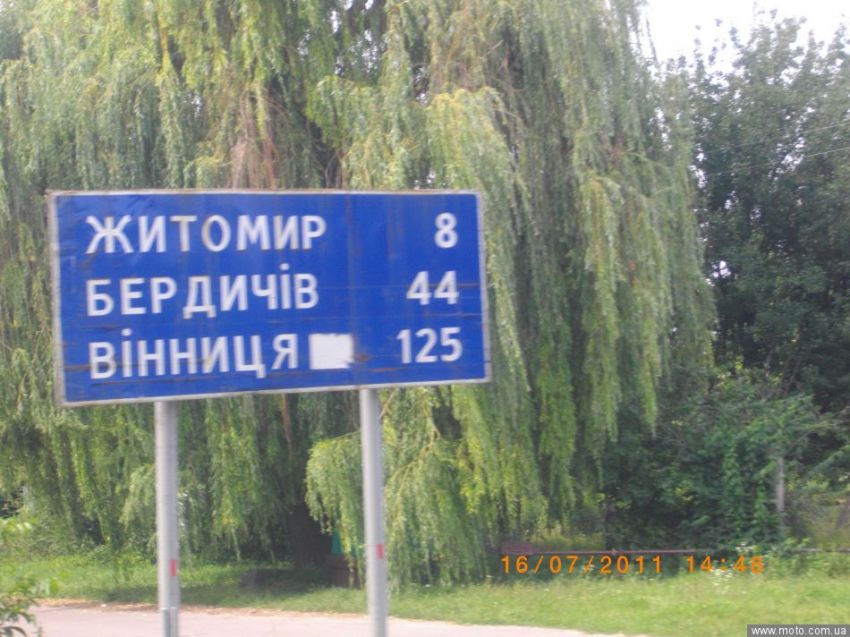 ЖИТОМИР 8
БЕРДИЧІВ 44
ВІННИЦЯ 125
16/07/2011 14:48
www.moto.com.ua